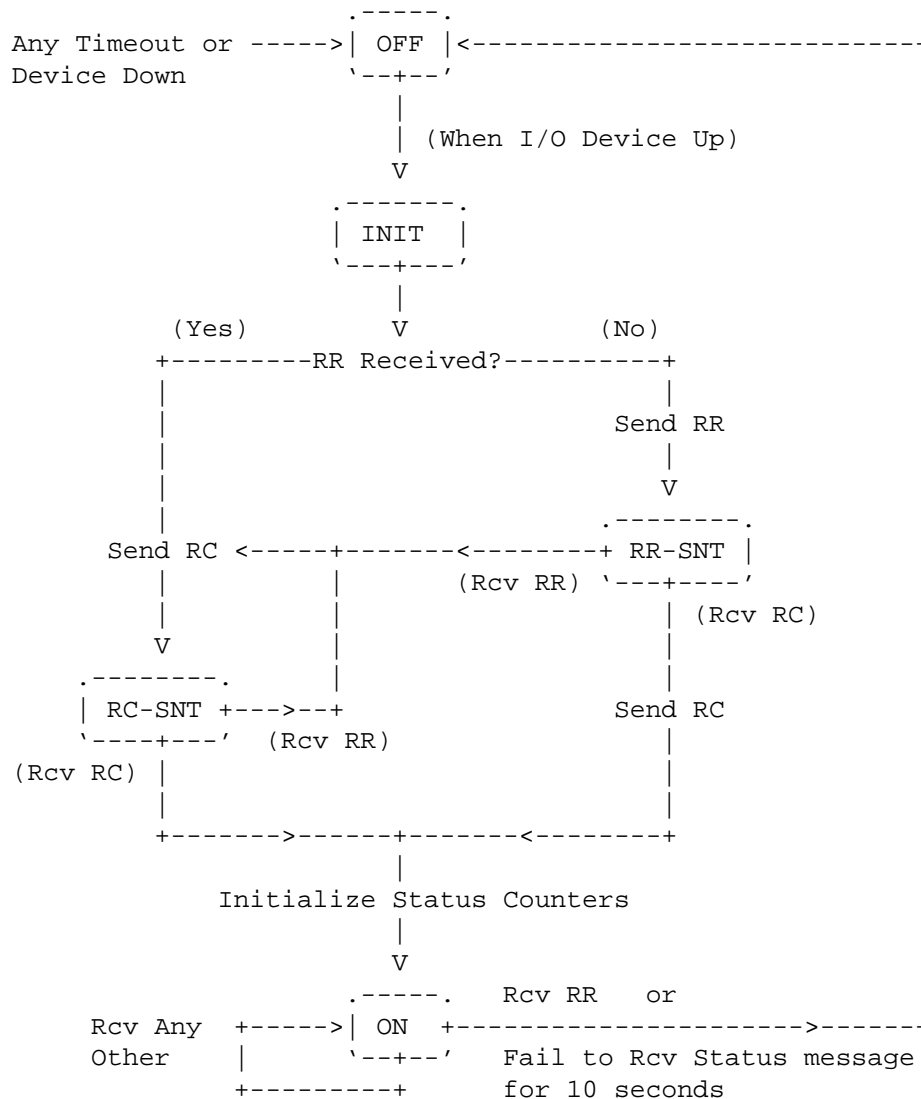 Any Timeout or
Device Down
OFF
(When I/O Device Up)
INIT
(Yes) (No)
RR Received?
Send RR
Send RC
RR-SNT
(Rcv RR)
(Rcv RC)
RC-SNT
Send RC
(Rcv RR)
(Rcv RC)
Initialize Status Counters
Rcv RR or
Rcv Any
Other
ON
Fail to Rcv Status message
for 10 seconds